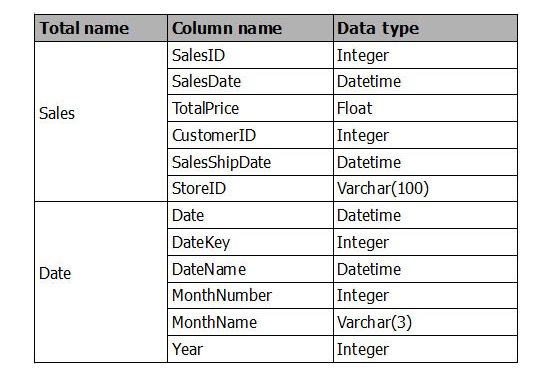 Total name Column name Data type
Sales
SalesID Integer
SalesDate Datetime
TotalPrice Float
CustomerID Integer
SalesShipDate Datetime
StoreID Varchar(100)
Date
Date Datetime
DateKey Integer
DateName Datetime
MonthNumber Integer
MonthName Varchar(3)
Year Integer